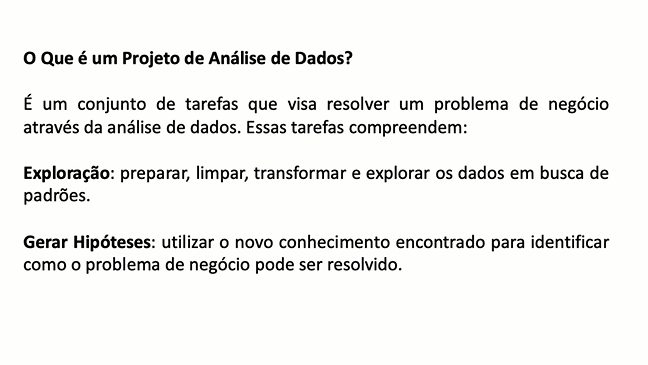 O Que é um Projeto de Análise de Dados?
É um conjunto de tarefas que visa resolver um problema de negócio
através da análise de dados. Essas tarefas compreendem:
Exploração: preparar, limpar, transformar e explorar os dados em busca de
padrões.
Gerar Hipóteses: utilizar o novo conhecimento encontrado para identificar
como o problema de negócio pode ser resolvido.